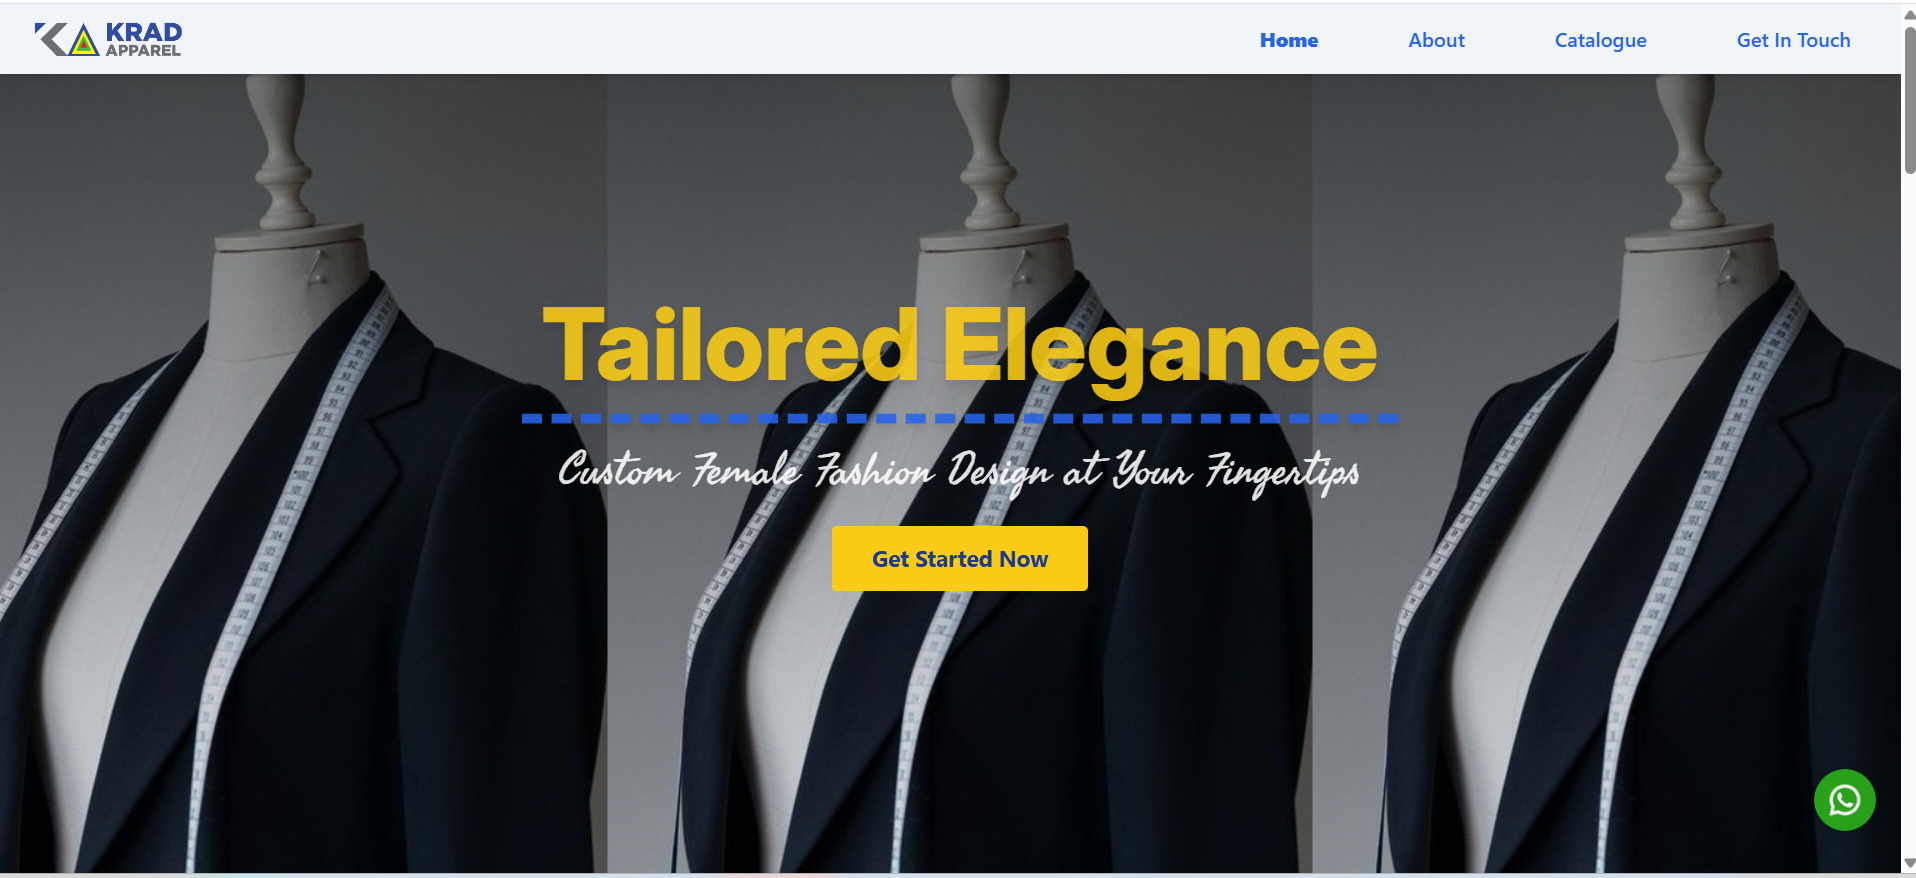 KRAD
APPAREL
Home
About
Catalogue
Get In Touch
Tailored Elegance
Custom Female Fashion Design at Your Fingertips
Get Started Now